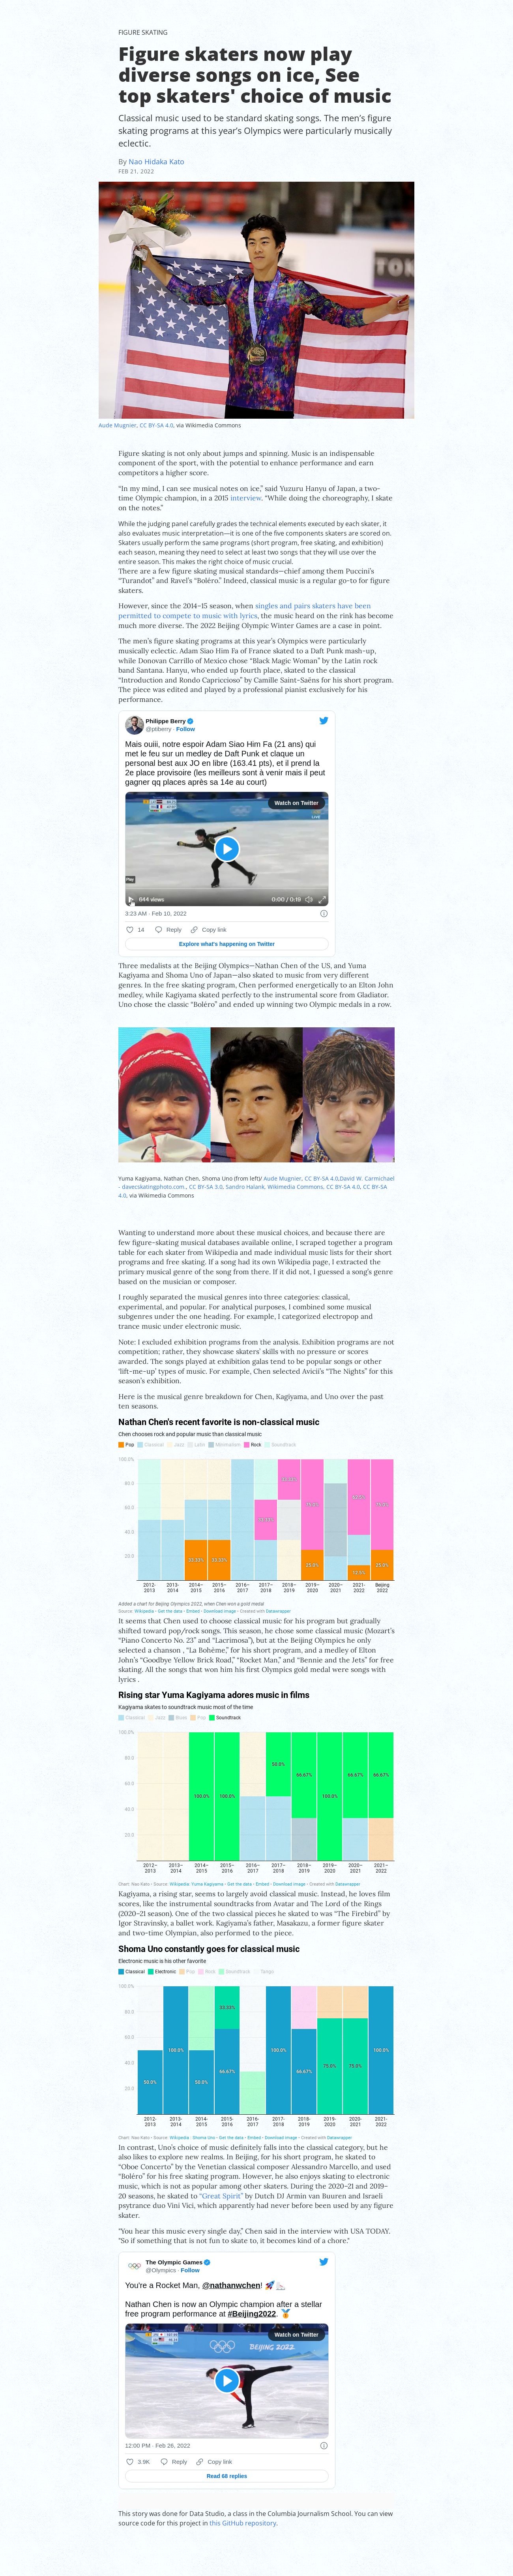 FIGURE SKATING
Figure skaters now play
diverse songs on ice, See
top skaters' choice of music
Classical music used to be standard skating songs. The men's figure
skating programs at this year's Olympics were particularly musically
eclectic.
By Nao Hidaka Kato
FEB 21, 2022
Aude Mugnier, CC BY-SA 4.0, via Wikimedia Commons
Figure skating is not only about jumps and spinning. Music is an indispensable
component of the sport, with the potential to enhance performance and earn
competitors a higher score.
“In my mind, I can see musical notes on ice,” said Yuzuru Hanyu of Japan, a two-
time Olympic champion, in a 2015 interview. “While doing the choreography, I skate
on the notes.”
While the judging panel carefully grades the technical elements executed by each skater, it
also evaluates music interpretation—it is one of the five components skaters are scored on.
Skaters usually perform the same programs (short program, free skating, and exhibition)
each season, meaning they need to select at least two songs that they will use over the
entire season. This makes the right choice of music crucial.
There are a few figure skating musical standards—chief among them Puccini’s
“Turandot” and Ravel’s “Boléro.” Indeed, classical music is a regular go-to for figure
skaters.
However, since the 2014–15 season, when singles and pairs skaters have been
permitted to compete to music with lyrics, the music heard on the rink has become
much more diverse. The 2022 Beijing Olympic Winter Games are a case in point.
The men’s figure skating programs at this year’s Olympics were particularly
musically eclectic. Adam Siao Him Fa of France skated to a Daft Punk mash-up,
while Donovan Carrillo of Mexico chose “Black Magic Woman” by the Latin rock
band Santana. Hanyu, who ended up fourth place, skated to the classical
“Introduction and Rondo Capriccioso” by Camille Saint-Saëns for his short program.
The piece was edited and played by a professional pianist exclusively for his
performance.
Philippe Berry
@ptiberry · Follow
Mais ouiii, notre espoir Adam Siao Him Fa (21 ans) qui
met le feu sur un medley de Daft Punk et claque un
personal best aux JO en libre (163.41 pts), et il prend la
2e place provisoire (les meilleurs sont à venir mais il peut
gagner qq places après sa 14e au court)
Watch on Twitter
LIVE
644 views
0:00 / 0:19
3:23 AM · Feb 10, 2022
14 Reply Copy link
Explore what's happening on Twitter
Three medalists at the Beijing Olympics—Nathan Chen of the US, and Yuma
Kagiyama and Shoma Uno of Japan—also skated to music from very different
genres. In the free skating program, Chen performed energetically to an Elton John
medley, while Kagiyama skated perfectly to the instrumental score from Gladiator.
Uno chose the classic “Boléro” and ended up winning two Olympic medals in a row.
Yuma Kagiyama, Nathan Chen, Shoma Uno (from left)/ Aude Mugnier, CC BY-SA 4.0,David W. Carmichael
- davecskatingphoto.com., CC BY-SA 3.0, Sandro Halank, Wikimedia Commons, CC BY-SA 4.0, CC BY-SA
4.0, via Wikimedia Commons
Wanting to understand more about these musical choices, and because there are
few figure-skating musical databases available online, I scraped together a program
table for each skater from Wikipedia and made individual music lists for their short
programs and free skating. If a song had its own Wikipedia page, I extracted the
primary musical genre of the song from there. If it did not, I guessed a song’s genre
based on the musician or composer.
I roughly separated the musical genres into three categories: classical,
experimental, and popular. For analytical purposes, I combined some musical
subgenres under the one heading. For example, I categorized electropop and
trance music under electronic music.
Note: I excluded exhibition programs from the analysis. Exhibition programs are not
competition; rather, they showcase skaters’ skills with no pressure or scores
awarded. The songs played at exhibition galas tend to be popular songs or other
‘lift-me-up’ types of music. For example, Chen selected Avicii’s “The Nights” for this
season’s exhibition.
Here is the musical genre breakdown for Chen, Kagiyama, and Uno over the past
ten seasons.
Nathan Chen's recent favorite is non-classical music
Chen chooses rock and popular music than classical music
Pop Classical Jazz Latin Minimalism Rock Soundtrack
100.0%
80.0
60.0
40.0
20.0
33.33% 33.33% 33.33% 33.33% 75.0% 25.0% 62.5% 12.5% 75.0% 25.0%
2012-2013 2013-2014 2014–2015 2015–2016 2016–2017 2017–2018 2018–2019 2019–2020 2020–2021 2021-2022 Beijing 2022
Added a chart for Beijing Olympics 2022, when Chen won a gold medal
Source: Wikipedia • Get the data • Embed • Download image • Created with Datawrapper
It seems that Chen used to choose classical music for his program but gradually
shifted toward pop/rock songs. This season, he chose some classical music (Mozart’s
“Piano Concerto No. 23” and “Lacrimosa”), but at the Beijing Olympics he only
selected a chanson , “La Bohème,” for his short program, and a medley of Elton
John’s “Goodbye Yellow Brick Road,” “Rocket Man,” and “Bennie and the Jets” for free
skating. All the songs that won him his first Olympics gold medal were songs with
lyrics .
Rising star Yuma Kagiyama adores music in films
Kagiyama skates to soundtrack music most of the time
Classical Jazz Blues Pop Soundtrack
100.0%
80.0
60.0
40.0
20.0
100.0% 100.0% 50.0% 66.67% 100.0% 66.67% 66.67%
2012–2013 2013–2014 2014–2015 2015–2016 2016–2017 2017–2018 2018–2019 2019–2020 2020–2021 2021–2022
Chart: Nao Kato • Source: Wikipedia: Yuma Kagiyama • Get the data • Embed • Download image • Created with Datawrapper
Kagiyama, a rising star, seems to largely avoid classical music. Instead, he loves film
scores, like the instrumental soundtracks from Avatar and The Lord of the Rings
(2020–21 season). One of the two classical pieces he skated to was “The Firebird” by
Igor Stravinsky, a ballet work. Kagiyama’s father, Masakazu, a former figure skater
and two-time Olympian, also performed to the piece.
Shoma Uno constantly goes for classical music
Electronic music is his other favorite
Classical Electronic Pop Rock Soundtrack Tango
100.0%
80.0
60.0
40.0
20.0
50.0% 100.0% 50.0% 33.33% 66.67% 100.0% 66.67% 75.0% 75.0% 100.0%
2012-2013 2013-2014 2014-2015 2015-2016 2016-2017 2017-2018 2018-2019 2019-2020 2020-2021 2021-2022
Chart: Nao Kato • Source: Wikipedia : Shoma Uno • Get the data • Embed • Download image • Created with Datawrapper
In contrast, Uno’s choice of music definitely falls into the classical category, but he
also likes to explore new realms. In Beijing, for his short program, he skated to
“Oboe Concerto” by the Venetian classical composer Alessandro Marcello, and used
“Boléro” for his free skating program. However, he also enjoys skating to electronic
music, which is not as popular among other skaters. During the 2020–21 and 2019–
20 seasons, he skated to “Great Spirit” by Dutch DJ Armin van Buuren and Israeli
psytrance duo Vini Vici, which apparently had never before been used by any figure
skater.
"You hear this music every single day,” Chen said in the interview with USA TODAY.
"So if something that is not fun to skate to, it becomes kind of a chore."
The Olympic Games
@Olympics · Follow
You're a Rocket Man, @nathanwchen! 🚀⛸
Nathan Chen is now an Olympic champion after a stellar
free program performance at #Beijing2022. 🥇
Watch on Twitter
BEIJING 2022
12:00 PM · Feb 26, 2022
3.9K Reply Copy link
Read 68 replies
This story was done for Data Studio, a class in the Columbia Journalism School. You can view
source code for this project in this GitHub repository.